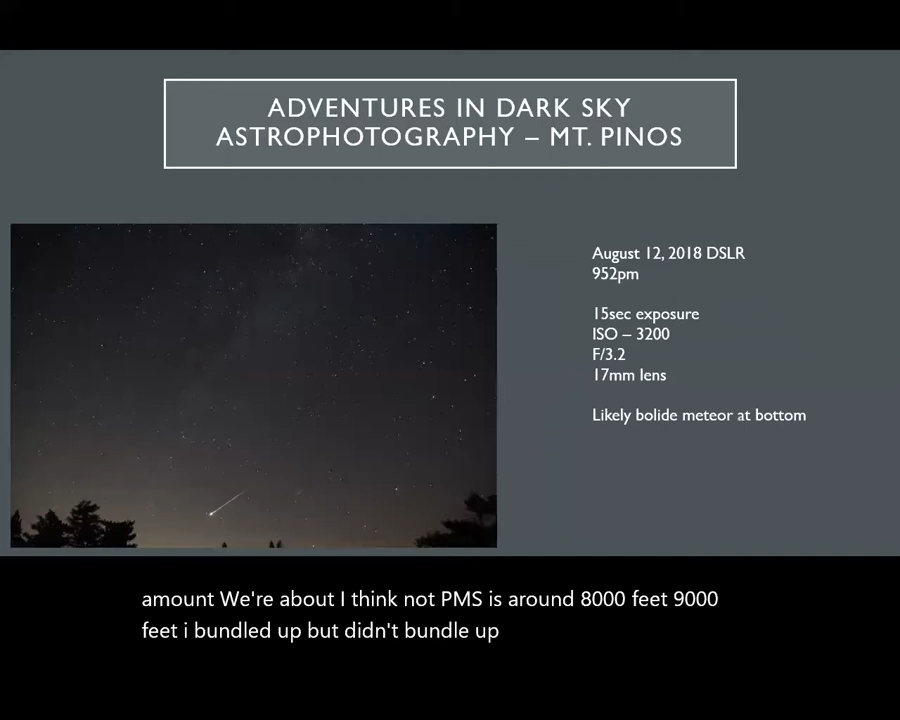 ADVENTURES IN DARK SKY
ASTROPHOTOGRAPHY – MT. PINOS
August 12, 2018 DSLR
952pm
15sec exposure
ISO – 3200
F/3.2
17mm lens
Likely bolide meteor at bottom
amount We're about I think not PMS is around 8000 feet 9000
feet i bundled up but didn't bundle up